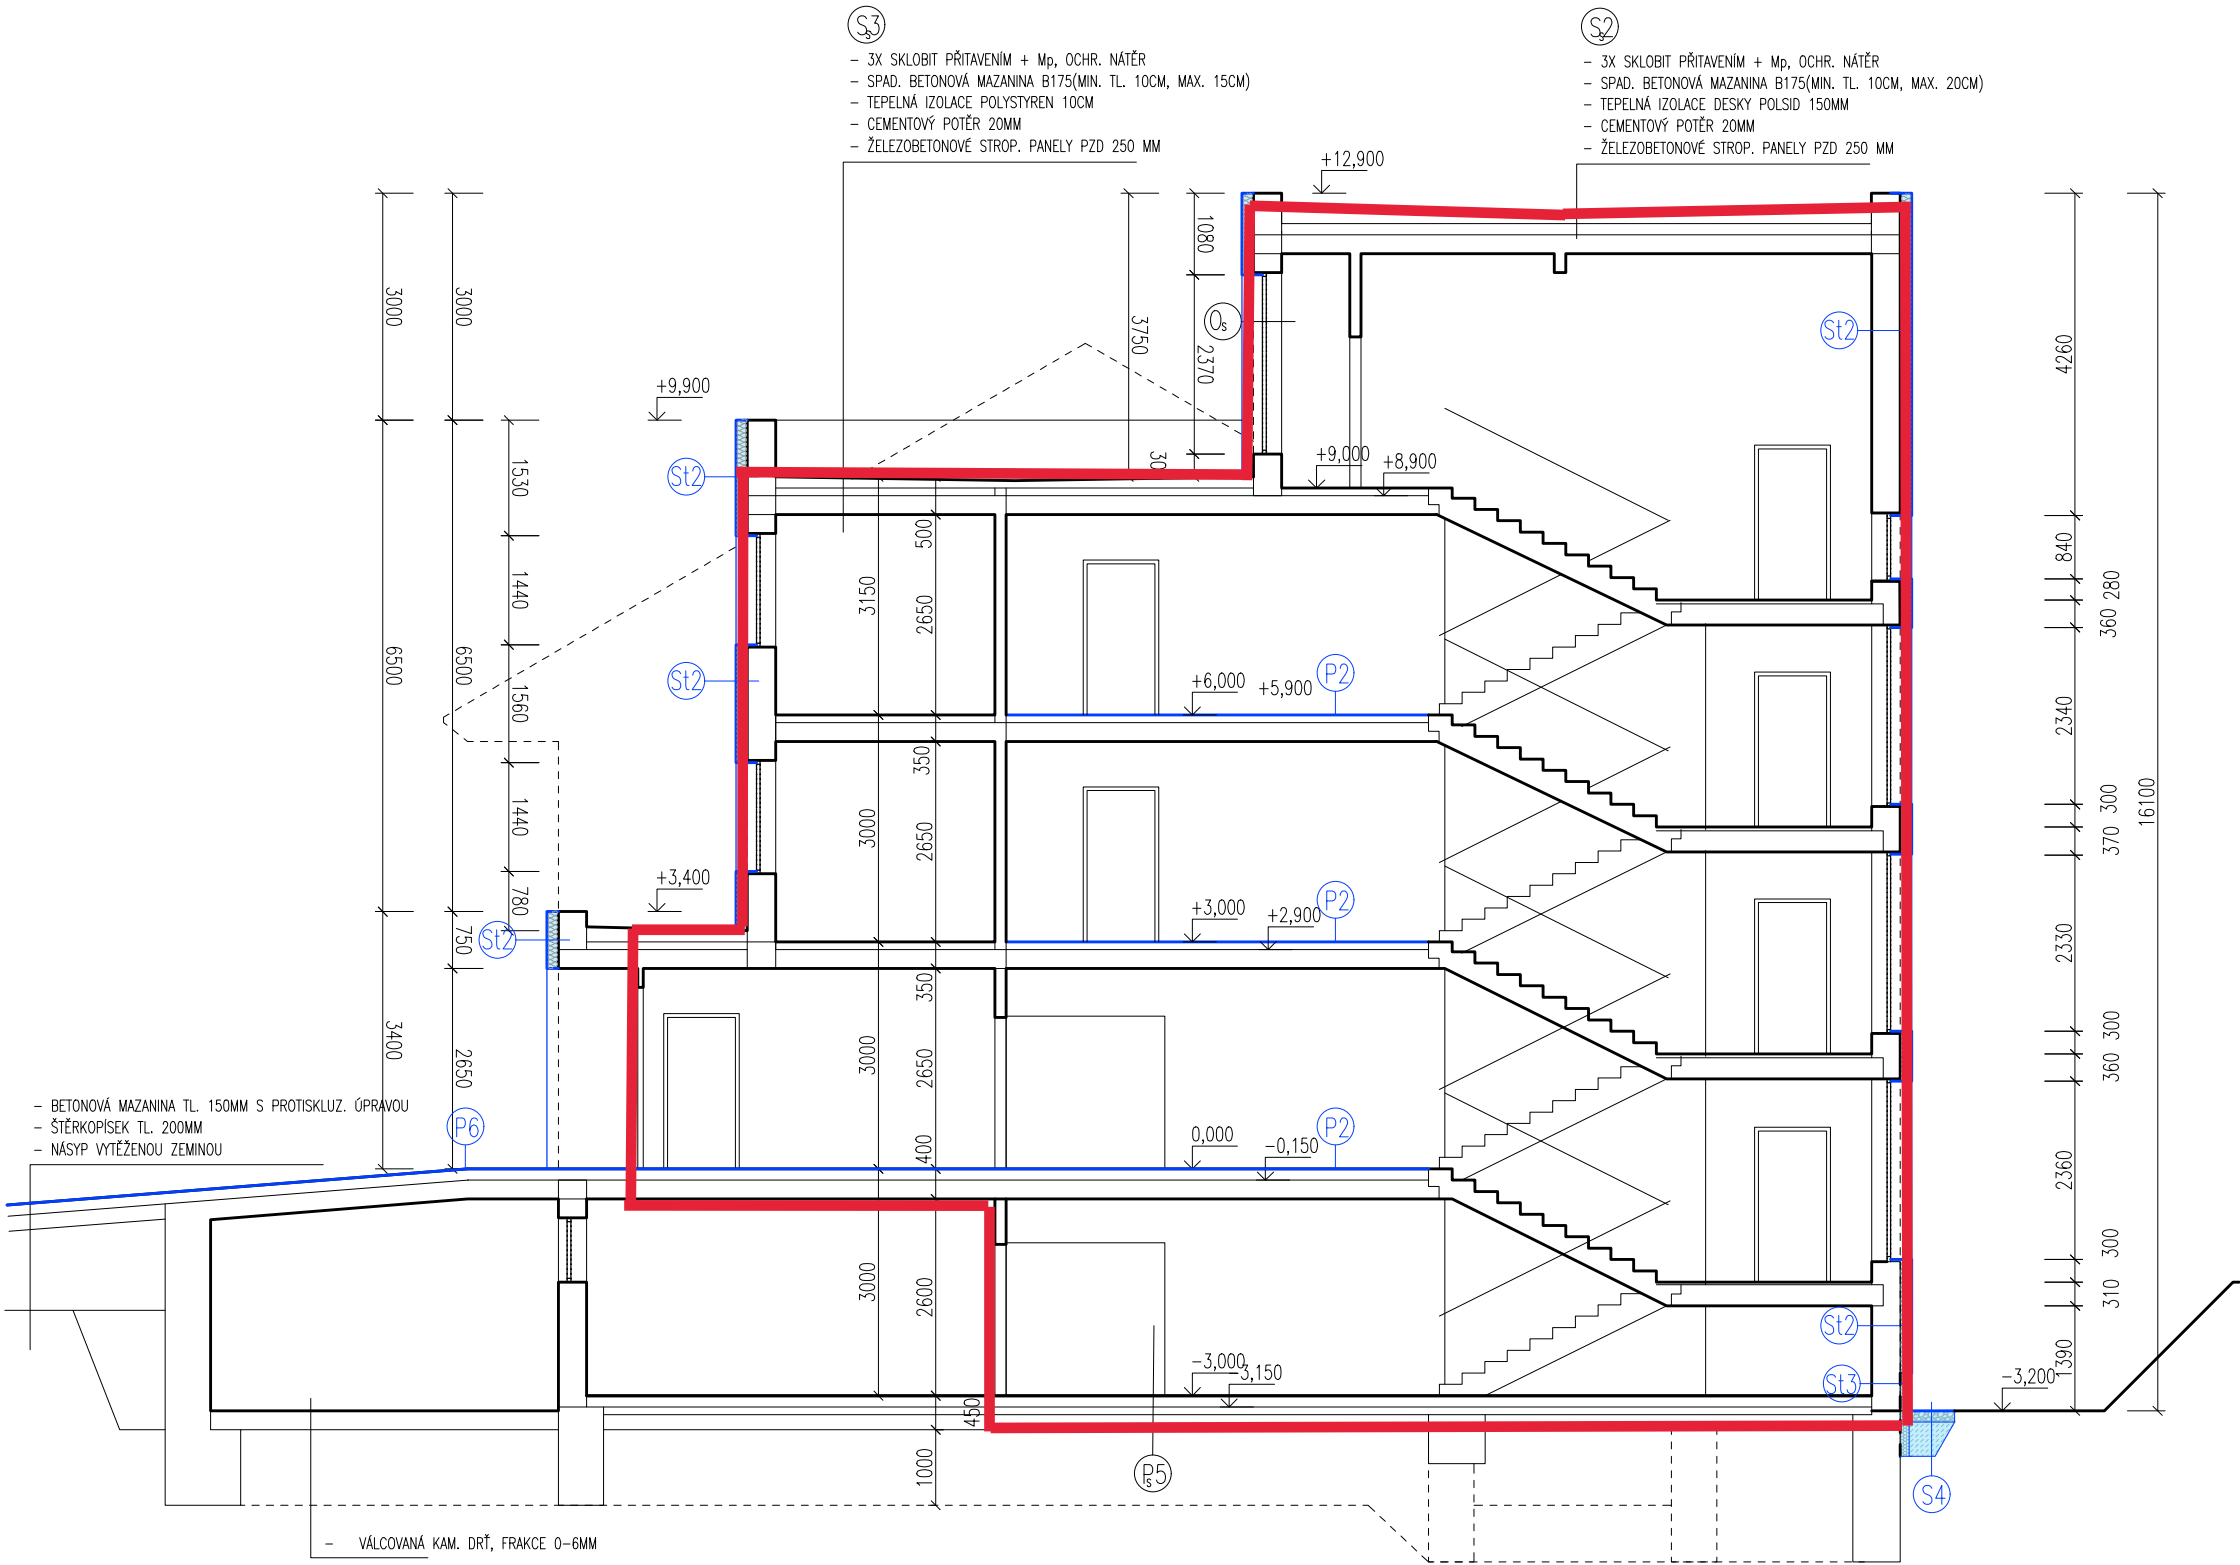 S3
s
- 3X SKLOBIT PŘITAVENÍM + Mp, OCHR. NÁTĚR
- SPAD. BETONOVÁ MAZANINA B175(MIN. TL. 10CM, MAX. 15CM)
- TEPELNÁ IZOLACE POLYSTYREN 10CM
- CEMENTOVÝ POTĚR 20MM
- ŽELEZOBETONOVÉ STROP. PANELY PZD 250 MM
S2
s
- 3X SKLOBIT PŘITAVENÍM + Mp, OCHR. NÁTĚR
- SPAD. BETONOVÁ MAZANINA B175(MIN. TL. 10CM, MAX. 20CM)
- TEPELNÁ IZOLACE DESKY POLSID 150MM
- CEMENTOVÝ POTĚR 20MM
- ŽELEZOBETONOVÉ STROP. PANELY PZD 250 MM
+12,900
1080
3000
3000
3750
2370
Os
St2
4260
+9,900
+9,000
+8,900
30
St2
1530
500
840
280
360
1440
3150
2650
6500
6500
St2
1560
+6,000
+5,900
P2
2340
350
300
370
16100
1440
3000
2650
+3,400
780
+3,000
+2,900
P2
St2
750
2330
350
300
360
3400
2650
3000
2650
- BETONOVÁ MAZANINA TL. 150MM S PROTISKLUZ. ÚPRAVOU
- ŠTĚRKOPÍSEK TL. 200MM
- NÁSYP VYTĚŽENOU ZEMINOU
P6
400
0,000
-0,150
P2
2360
300
310
3000
2600
St2
1390
-3,000
-3,150
St3
-3,200
450
1000
P5
s
S4
- VÁLCOVANÁ KAM. DRŤ, FRAKCE 0-6MM